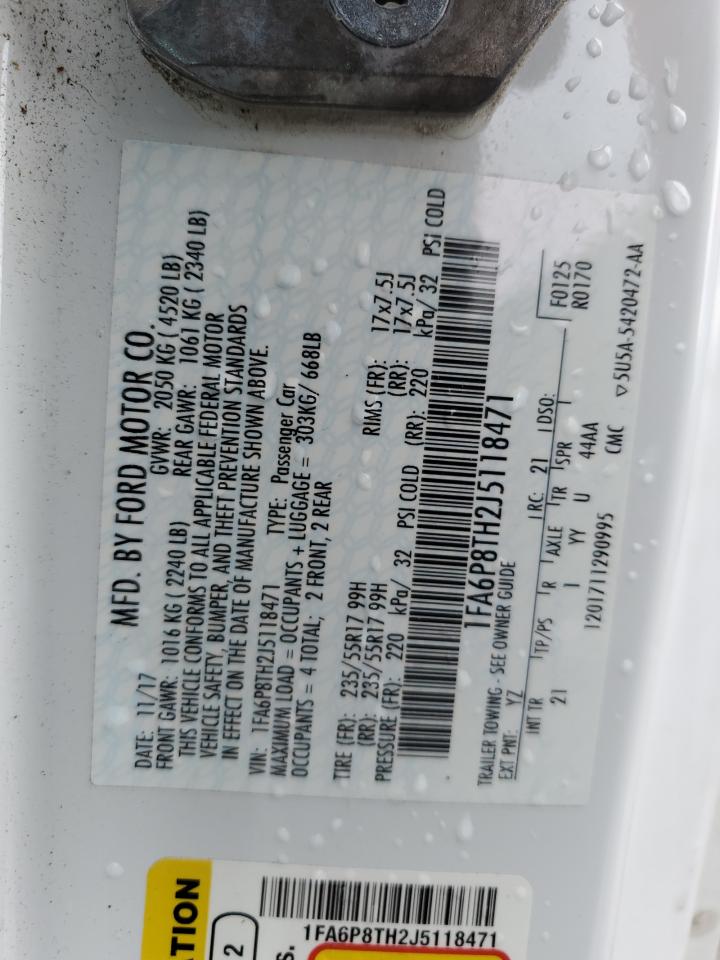 MFD. BY FORD MOTOR CO.
DATE: 11/17 GVWR: 2050 KG ( 4520 LB)
FRONT GAWR: 1016 KG ( 2240 LB) REAR GAWR: 1061 KG ( 2340 LB)
THIS VEHICLE CONFORMS TO ALL APPLICABLE FEDERAL MOTOR
VEHICLE SAFETY, BUMPER, AND THEFT PREVENTION STANDARDS
IN EFFECT ON THE DATE OF MANUFACTURE SHOWN ABOVE.
VIN: 1FA6P8TH2J5118471 TYPE: Passenger Car
MAXIMUM LOAD = OCCUPANTS + LUGGAGE = 303KG/ 668LB
OCCUPANTS = 4 TOTAL; 2 FRONT, 2 REAR
TIRE (FR): 235/55R17 99H RIMS (FR): 17x7.5J
(RR): 235/55R17 99H (RR): 17x7.5J
PRESSURE (FR): 220 kPa/ 32 PSI COLD (RR): 220 kPa/ 32 PSI COLD
1FA6P8TH2J5118471
TRAILER TOWING - SEE OWNER GUIDE
EXT PNT: YZ RC: 21 DSO: F0125
INT TR TP/PS R AXLE TR SPR R0170
21 I YY U 44AA
1201711290995 CMC ▽5U5A-5420472-AA
TION
2
S.
1FA6P8TH2J5118471